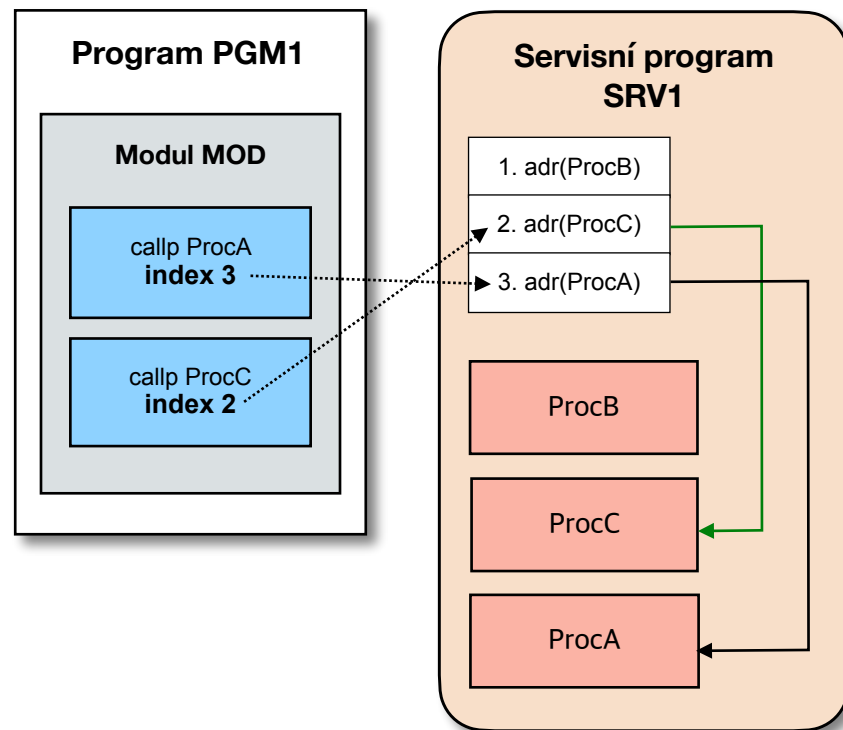 Program PGM1
Modul MOD
callp ProcA
index 3
callp ProcC
index 2
Servisní program
SRV1
1. adr(ProcB)
2. adr(ProcC)
3. adr(ProcA)
ProcB
ProcC
ProcA